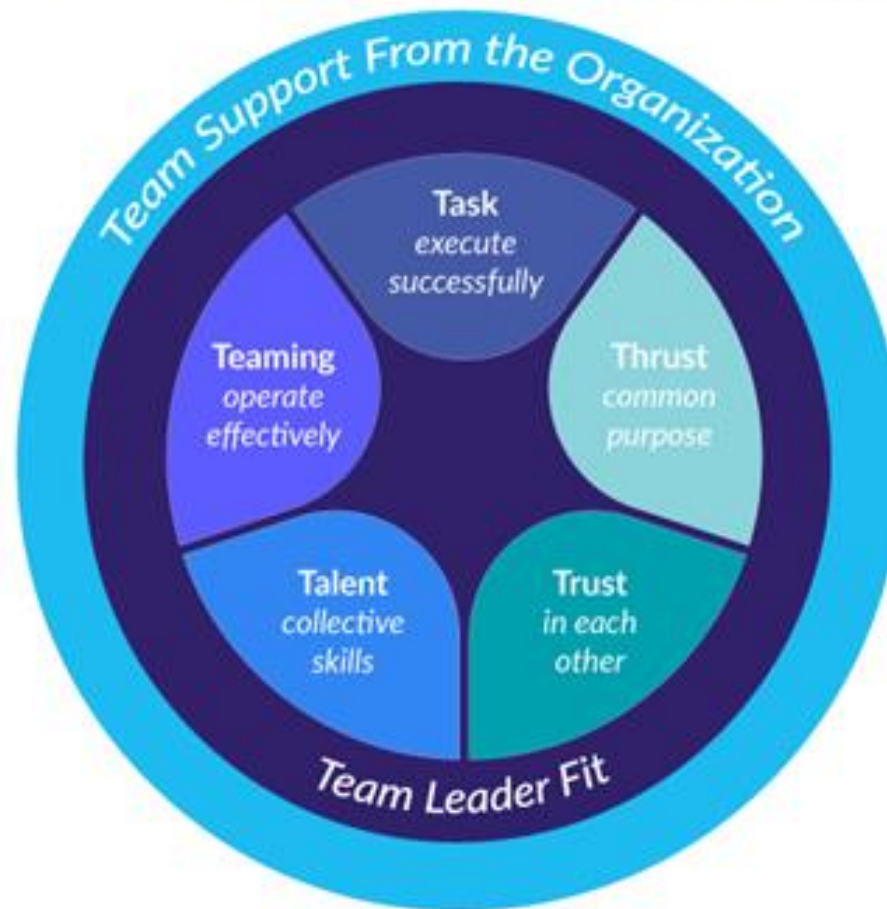 Team Support From the Organization
Task
execute
successfully
Thrust
common
purpose
Trust
in each
other
Talent
collective
skills
Teaming
operate
effectively
Team Leader Fit